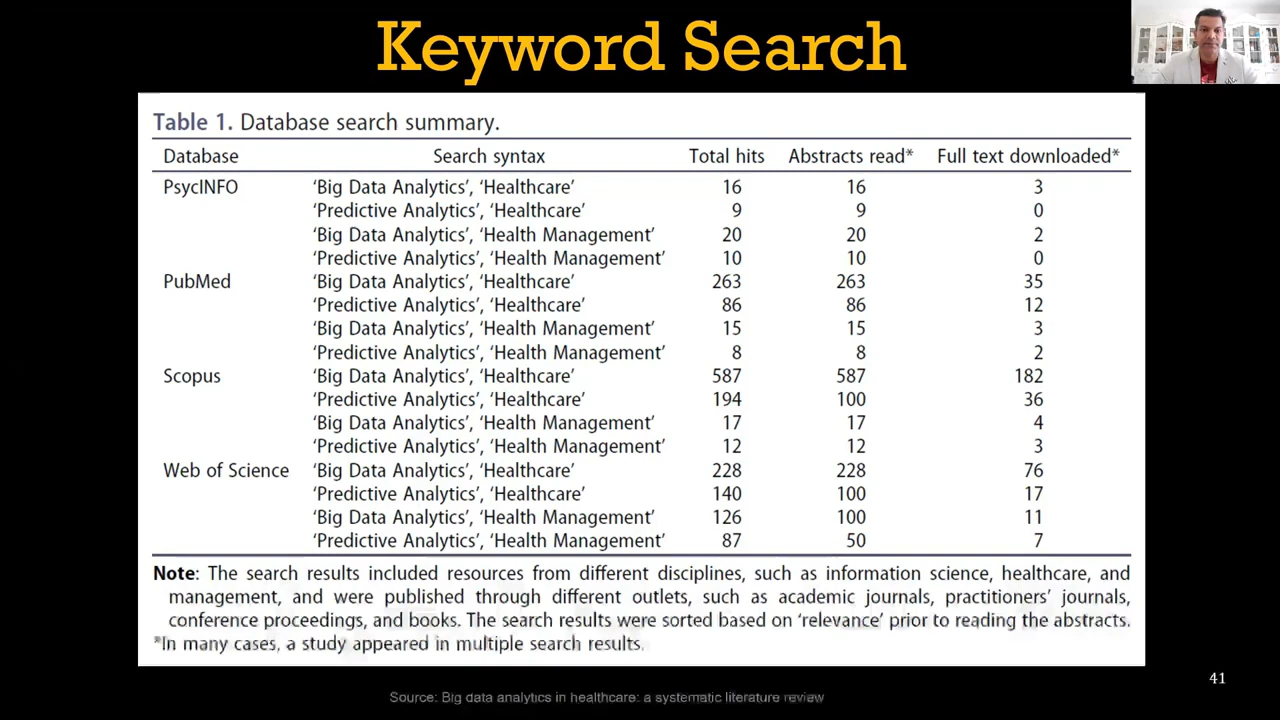 Keyword Search
Table 1. Database search summary.
Database Search syntax Total hits Abstracts read* Full text downloaded*
PsycINFO ‘Big Data Analytics’, ‘Healthcare’ 16 16 3
‘Predictive Analytics’, ‘Healthcare’ 9 9 0
‘Big Data Analytics’, ‘Health Management’ 20 20 2
‘Predictive Analytics’, ‘Health Management’ 10 10 0
PubMed ‘Big Data Analytics’, ‘Healthcare’ 263 263 35
‘Predictive Analytics’, ‘Healthcare’ 86 86 12
‘Big Data Analytics’, ‘Health Management’ 15 15 3
‘Predictive Analytics’, ‘Health Management’ 8 8 2
Scopus ‘Big Data Analytics’, ‘Healthcare’ 587 587 182
‘Predictive Analytics’, ‘Healthcare’ 194 100 36
‘Big Data Analytics’, ‘Health Management’ 17 17 4
‘Predictive Analytics’, ‘Health Management’ 12 12 3
Web of Science ‘Big Data Analytics’, ‘Healthcare’ 228 228 76
‘Predictive Analytics’, ‘Healthcare’ 140 100 17
‘Big Data Analytics’, ‘Health Management’ 126 100 11
‘Predictive Analytics’, ‘Health Management’ 87 50 7
Note: The search results included resources from different disciplines, such as information science, healthcare, and
management, and were published through different outlets, such as academic journals, practitioners’ journals,
conference proceedings, and books. The search results were sorted based on ‘relevance’ prior to reading the abstracts.
*In many cases, a study appeared in multiple search results.
41
Source: Big data analytics in healthcare: a systematic literature review